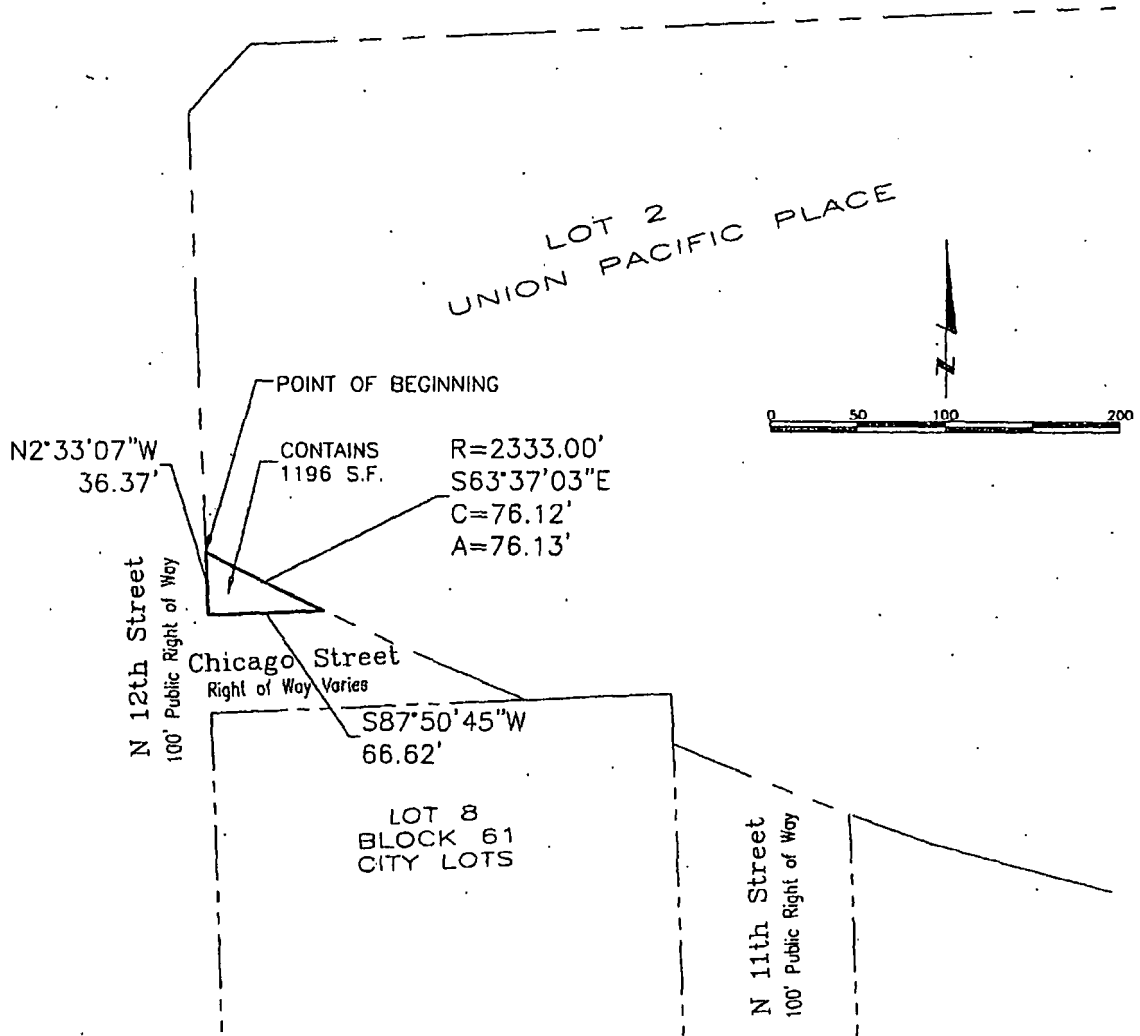 LOT 2
UNION PACIFIC PLACE
Z
0 50 100 200
POINT OF BEGINNING
N2°33'07"W
36.37'
CONTAINS
1196 S.F.
R=2333.00'
S63°37'03"E
C=76.12'
A=76.13'
N 12th Street
100' Public Right of Way
Chicago Street
Right of Way Varies
S87°50'45"W
66.62'
LOT 8
BLOCK 61
CITY LOTS
N 11th Street
100' Public Right of Way